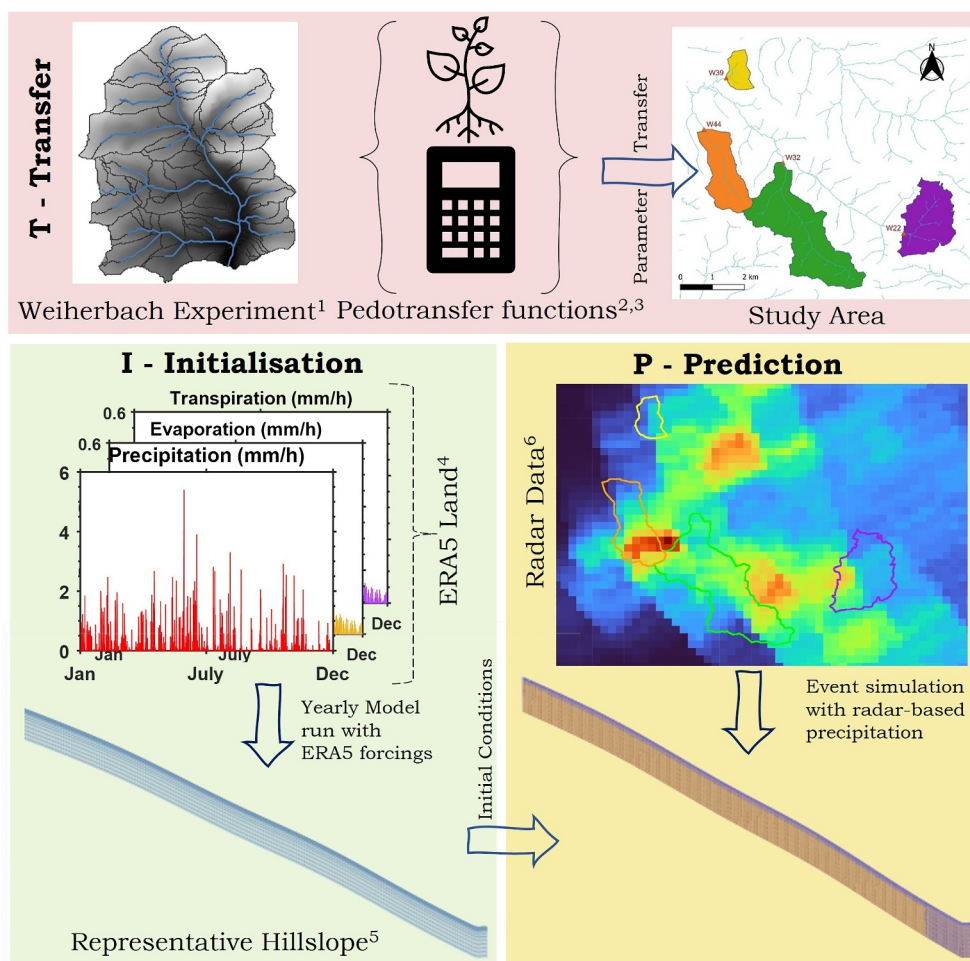 T - Transfer
Weiherbach Experiment¹
Pedotransfer functions²,³
Parameter Transfer
N
W39
W44
W32
W22
0 1 2 km
Study Area
I - Initialisation
Transpiration (mm/h)
0.6
Evaporation (mm/h)
0.6
Precipitation (mm/h)
6
4
2
0
Jan
Jan
July
July
Dec
Dec
Dec
ERA5 Land⁴
Yearly Model
run with
ERA5 forcings
Representative Hillslope⁵
Initial Conditions
P - Prediction
Radar Data⁶
Event simulation
with radar-based
precipitation